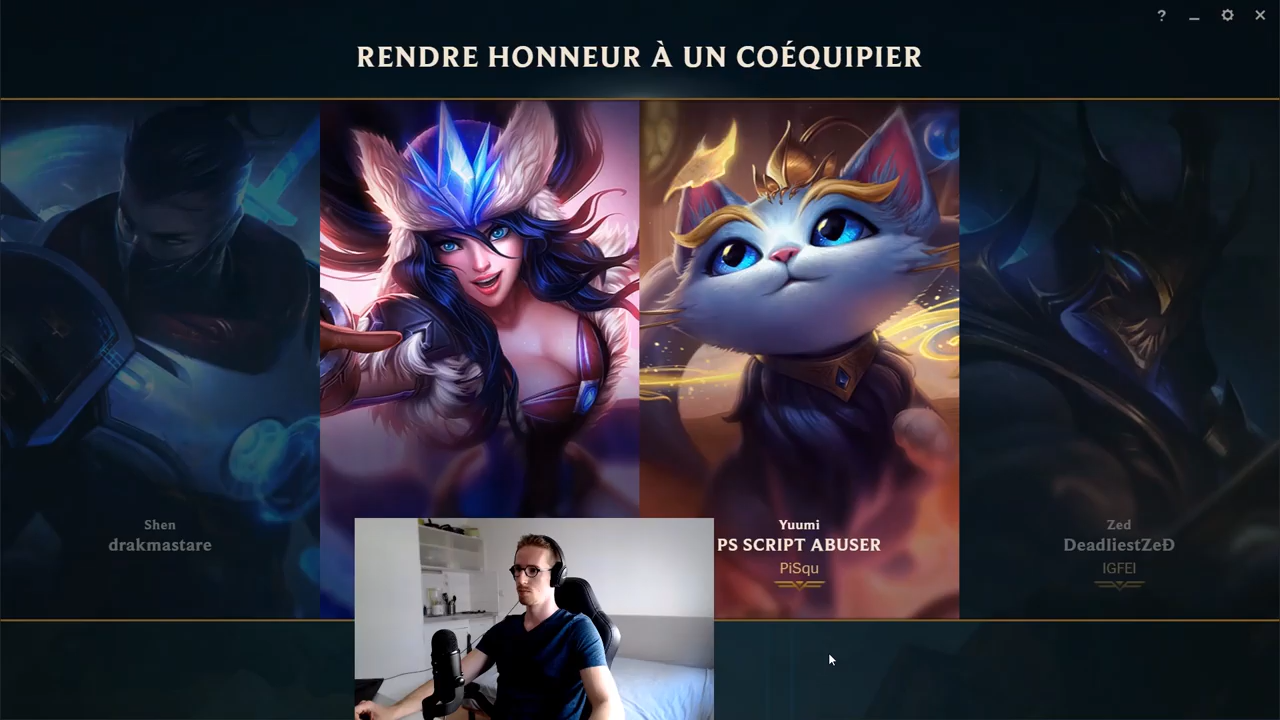 ?
RENDRE HONNEUR À UN COÉQUIPIER
Shen
drakmastare
Yuumi
PS SCRIPT ABUSER
PiSqu
Zed
DeadliestZeĐ
IGFEI